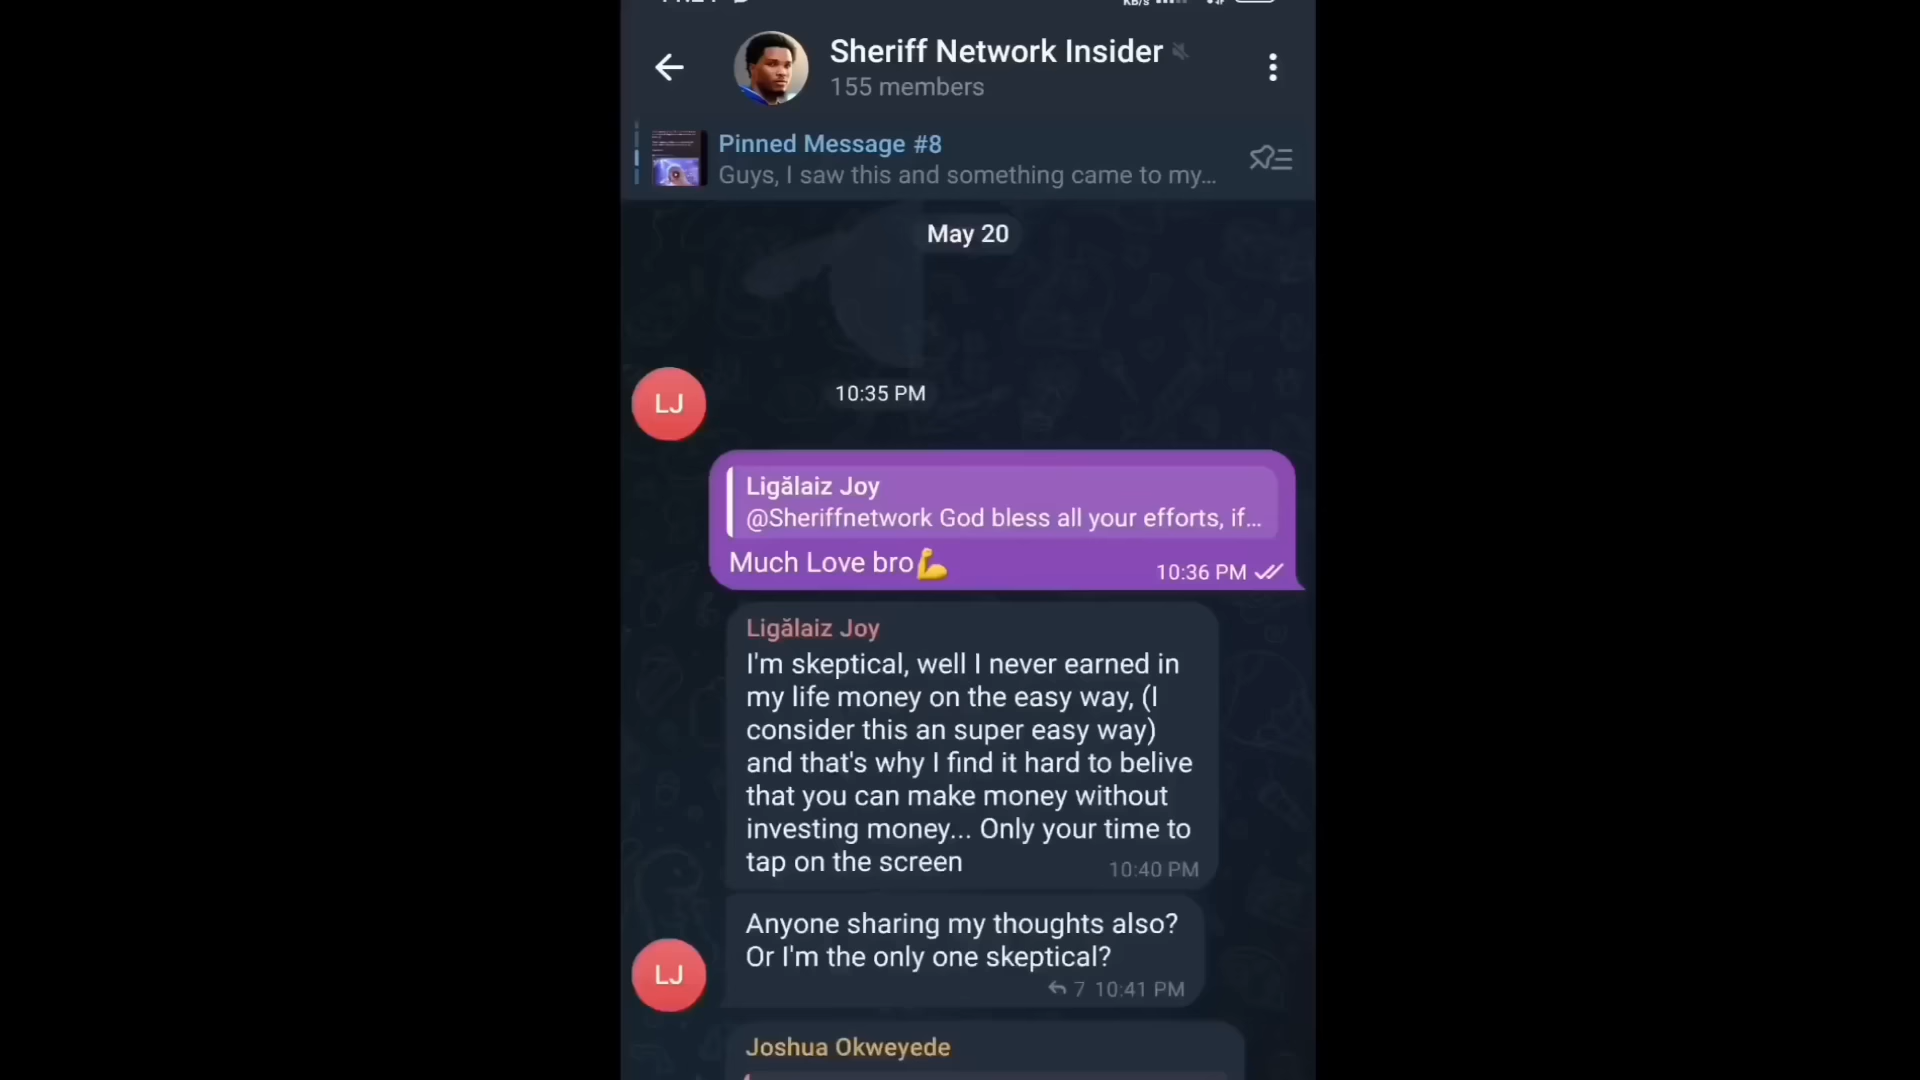 KB/s
Sheriff Network Insider
155 members
Pinned Message #8
Guys, I saw this and something came to my...
May 20
10:35 PM
LJ
Ligălaiz Joy
@Sheriffnetwork God bless all your efforts, if...
Much Love bro💪
10:36 PM
Ligălaiz Joy
I'm skeptical, well I never earned in
my life money on the easy way, (I
consider this an super easy way)
and that's why I find it hard to belive
that you can make money without
investing money... Only your time to
tap on the screen
10:40 PM
Anyone sharing my thoughts also?
Or I'm the only one skeptical?
7 10:41 PM
LJ
Joshua Okweyede